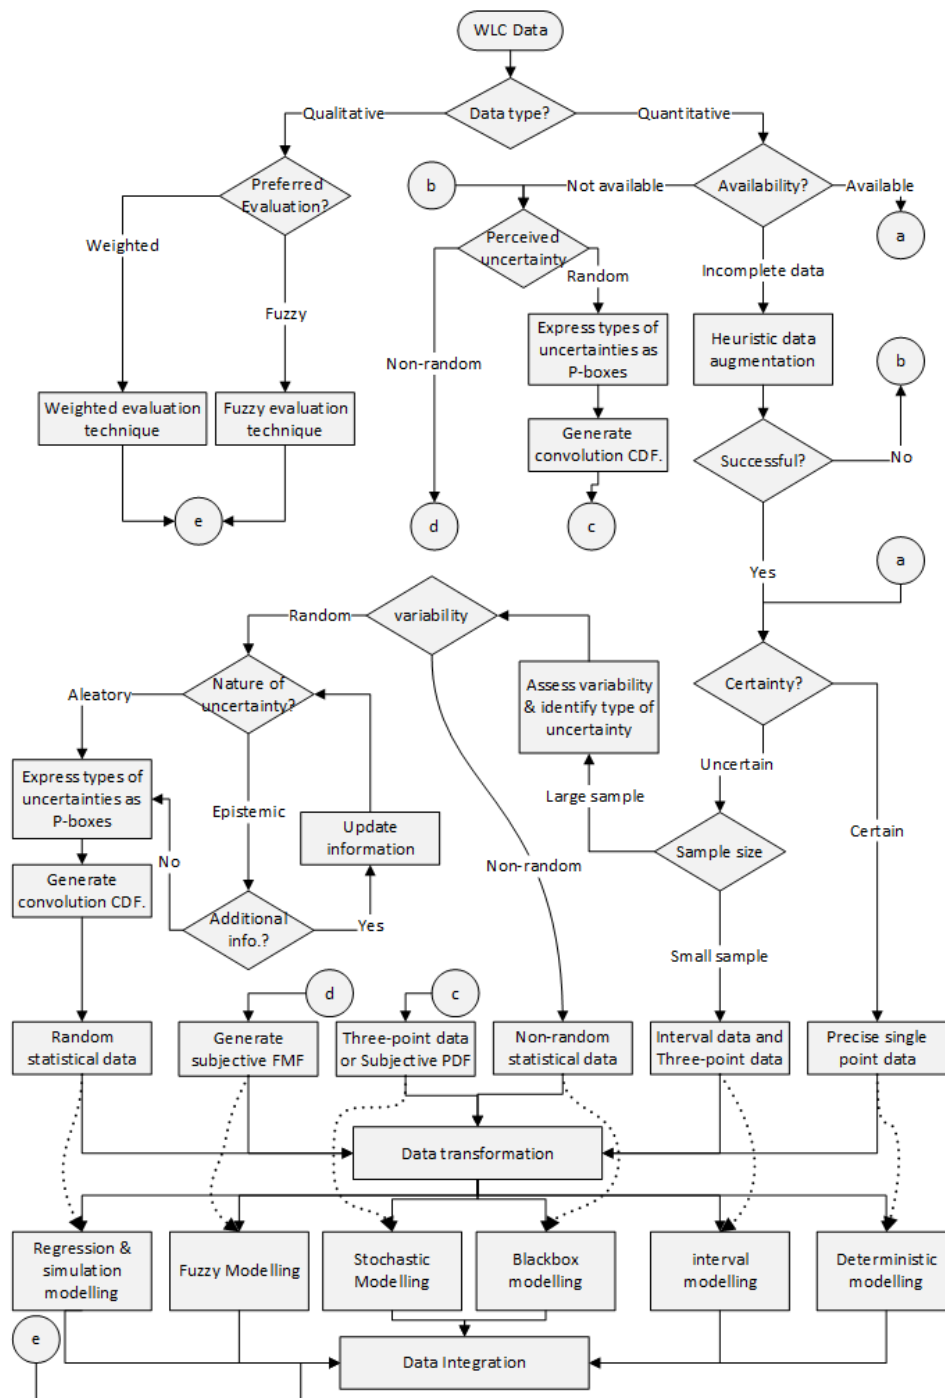 WLC Data
Data type?
Qualitative
Quantitative
Preferred
Evaluation?
b
Not available
Availability?
Available
a
Weighted
Perceived
uncertainty
Random
Incomplete data
Fuzzy
Non-random
Express types of
uncertainties as
P-boxes
Heuristic data
augmentation
b
Weighted evaluation
technique
Fuzzy evaluation
technique
Generate
convolution CDF.
Successful?
No
e
d
c
a
Yes
Random
variability
Nature of
uncertainty?
Aleatory
Assess variability
& identify type of
uncertainty
Certainty?
Express types of
uncertainties as
P-boxes
Epistemic
Update
information
Large sample
Uncertain
Certain
No
Non-random
Sample size
Generate
convolution CDF.
Additional
info.?
Yes
Small sample
d
c
Random
statistical data
Generate
subjective FMF
Three-point data
or Subjective PDF
Non-random
statistical data
Interval data and
Three-point data
Precise single
point data
Data transformation
Regression &
simulation
modelling
Fuzzy Modelling
Stochastic
Modelling
Blackbox
modelling
interval
modelling
Deterministic
modelling
e
Data Integration